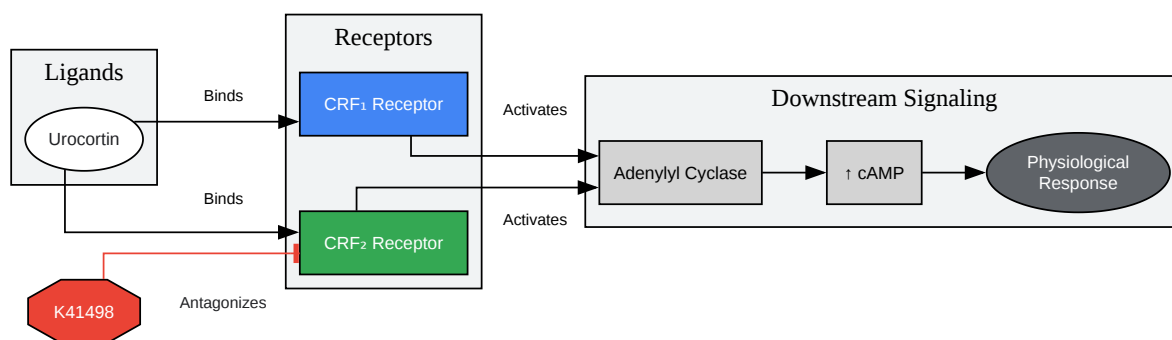 Receptors
Ligands
Downstream Signaling
Binds
CRF₁ Receptor
Activates
Urocortin
Adenylyl Cyclase
↑ cAMP
Physiological
Response
Binds
Activates
CRF₂ Receptor
Antagonizes
K41498